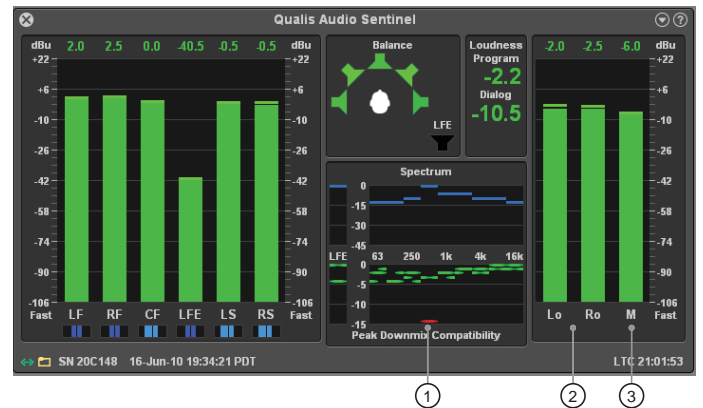 Qualis Audio Sentinel
?
dBu 2.0 2.5 0.0 -40.5 -0.5 -0.5 dBu
+22 +22
+6 +6
-10 -10
-26 -26
-42 -42
-58 -58
-74 -74
-90 -90
-106 -106
Fast LF RF CF LFE LS RS Fast
Balance
LFE
Loudness
Program
-2.2
Dialog
-10.5
Spectrum
0
-15
-30
-45
LFE 63 250 1k 4k 16k
0
-5
-10
-15
Peak Downmix Compatibility
-2.0 -2.5 -6.0 dBu
+22
+6
-10
-26
-42
-58
-74
-90
-106
Lo Ro M Fast
SN 20C148 16-Jun-10 19:34:21 PDT LTC 21:01:53
1 2 3